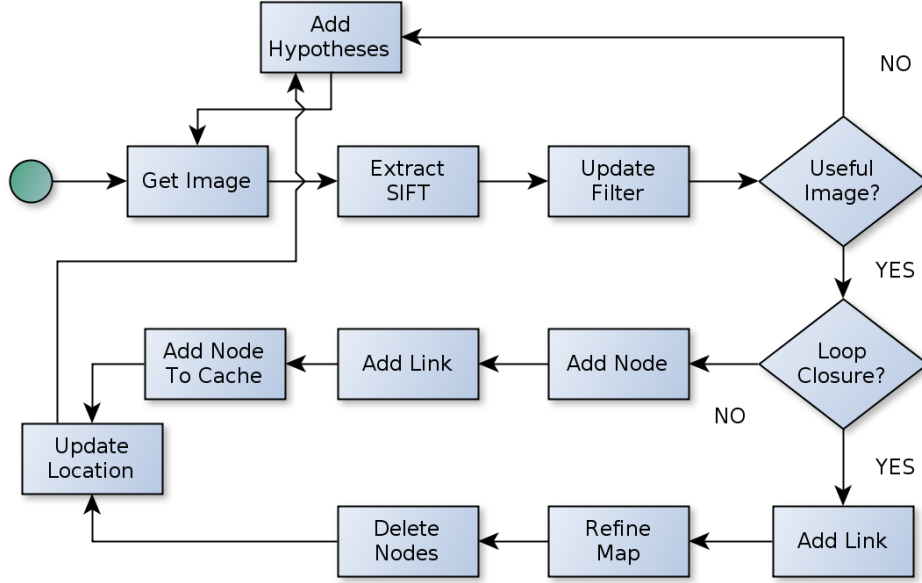 Add
Hypotheses
NO
Get Image
Extract
SIFT
Update
Filter
Useful
Image?
YES
Add Node
To Cache
Add Link
Add Node
Loop
Closure?
NO
Update
Location
YES
Delete
Nodes
Refine
Map
Add Link